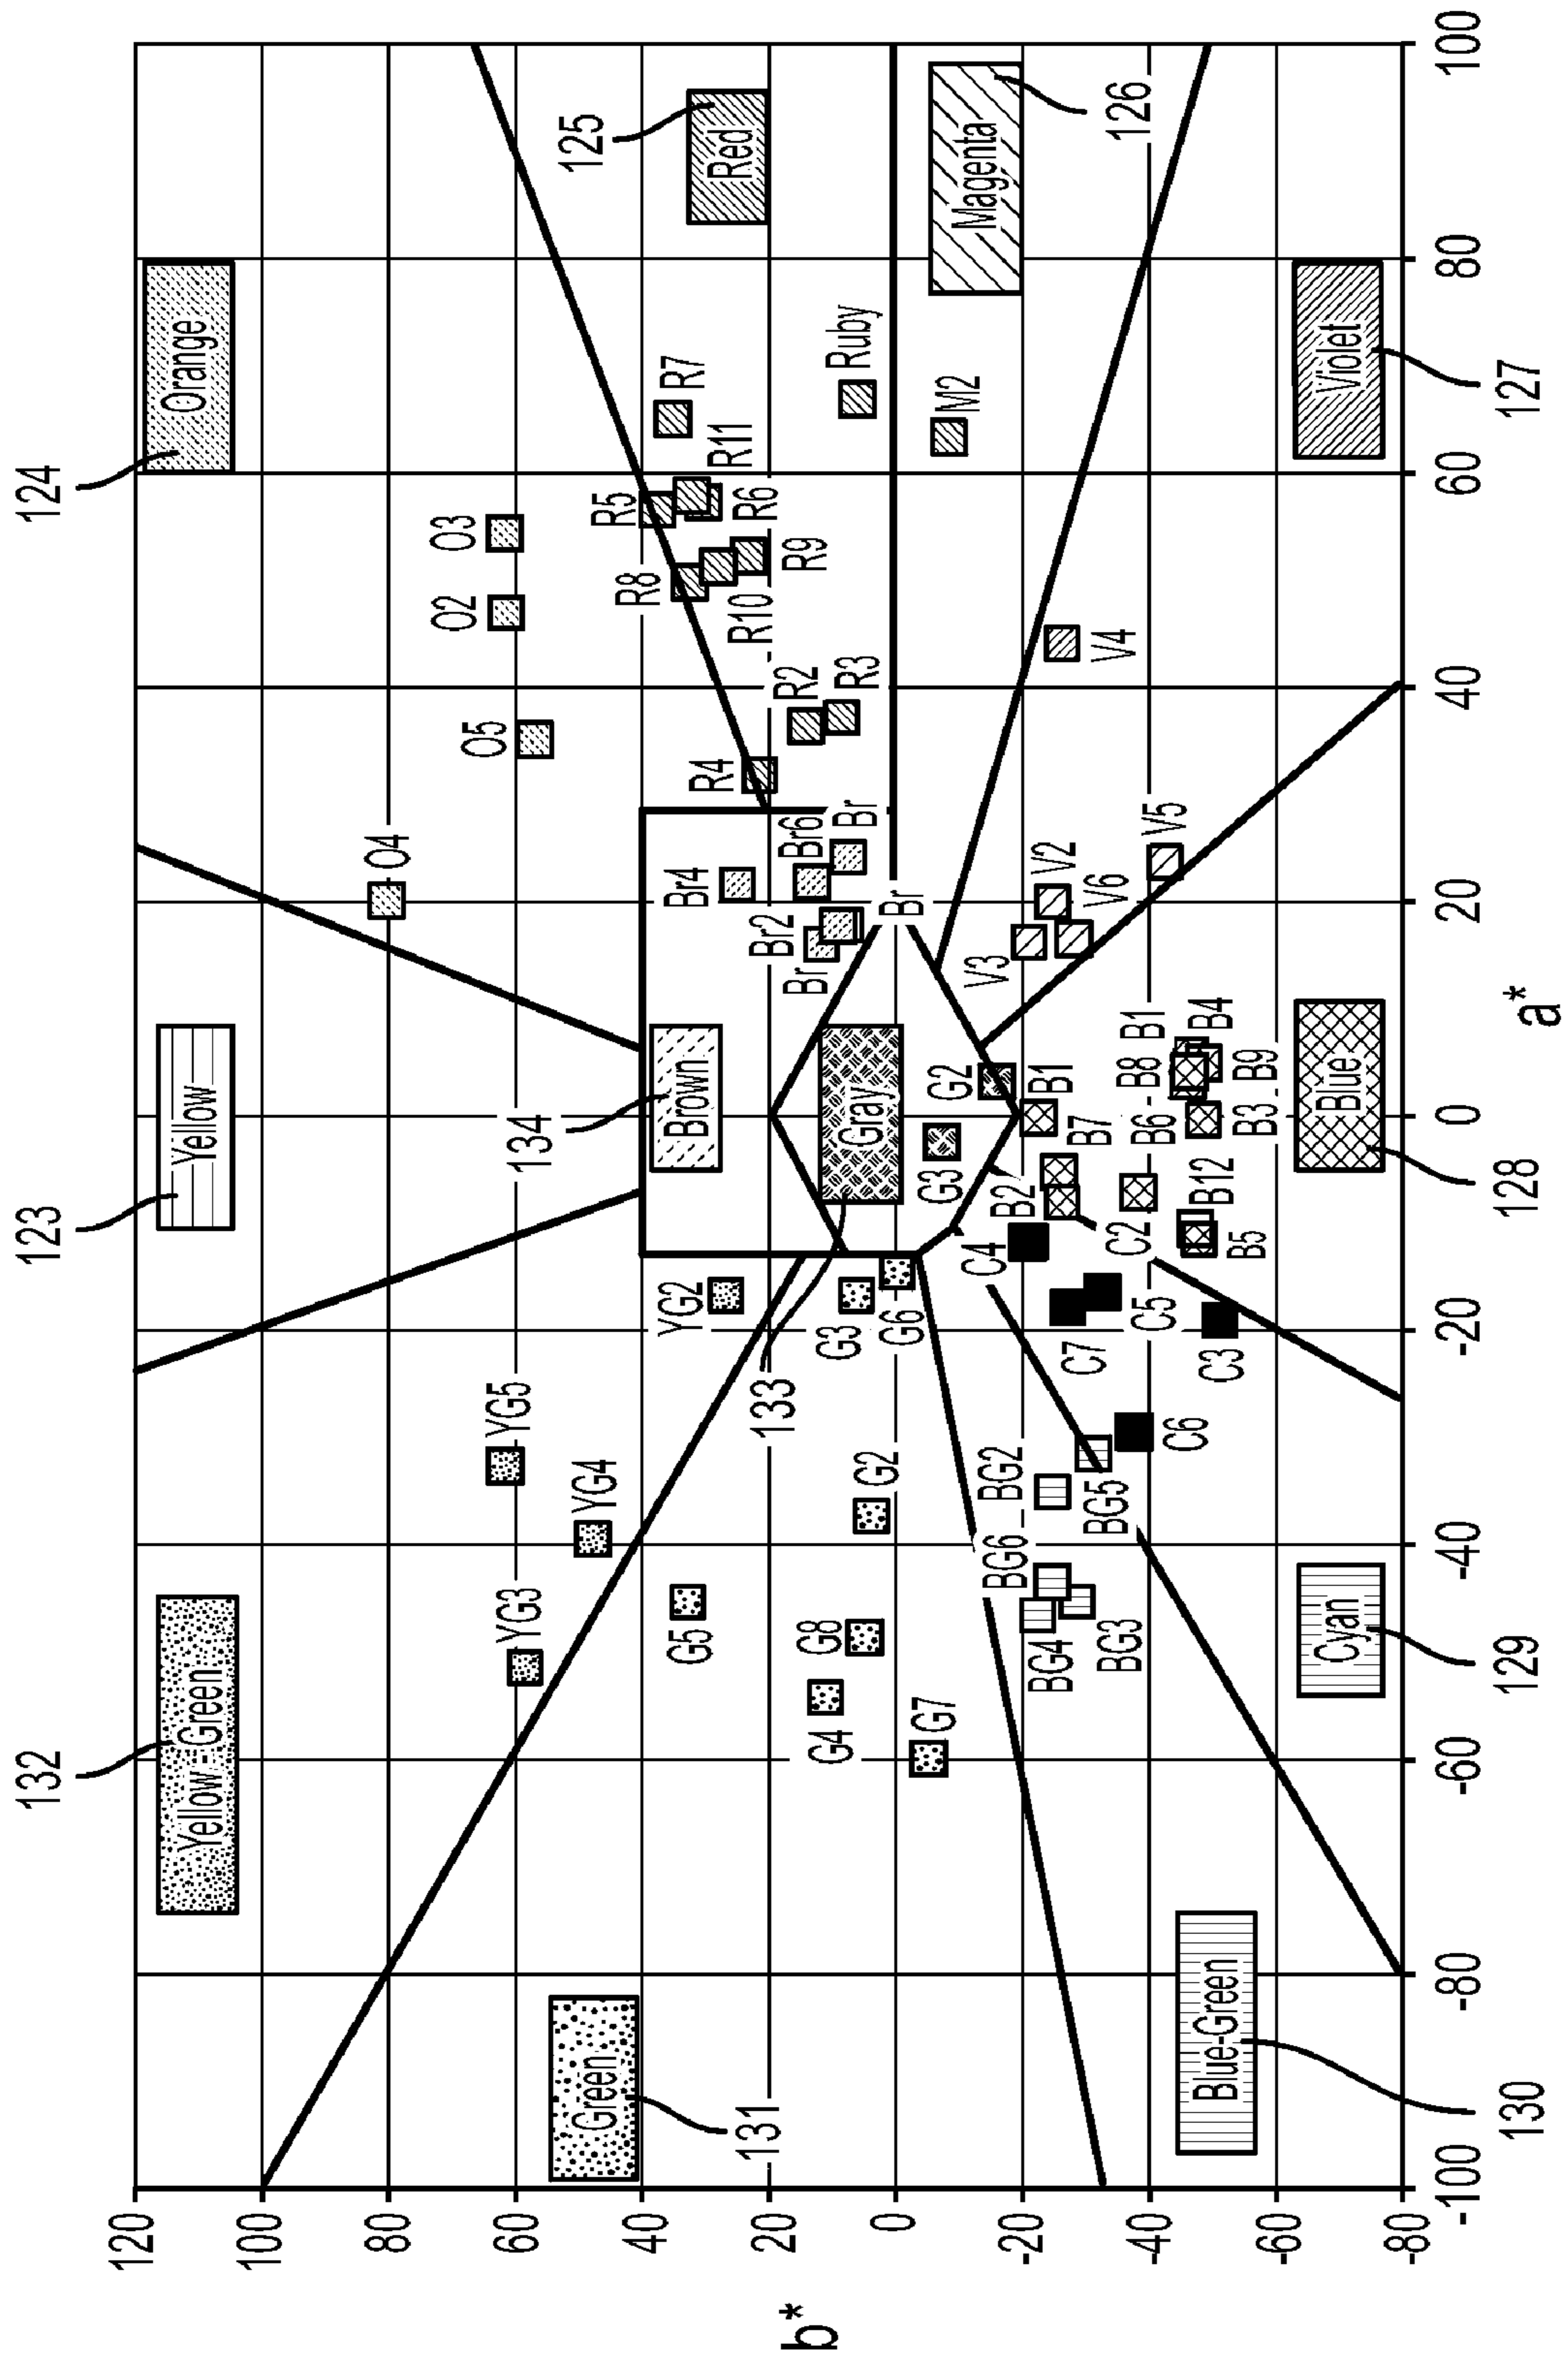 124
132
123
Orange
Yellow
Yellow-Green
125
Red
Green
131
134
Brown
133
Gray
126
Magenta
127
Violet
128
Blue
129
Cyan
130
Blue-Green
O4
O5
O2
O3
YG5
YG4
YG3
YG2
R8
R5
R7
R11
R6
R10
R9
R4
R2
R3
Ruby
M2
Br4
Br6
Br
Br2
Br
Br
G5
G8
G4
G7
G2
G3
G6
G2
G3
V4
V2
V3
V6
V5
B1
B7
B2
B1
B4
B8
B9
B6
B3
B12
B5
C4
C2
C7
C5
C3
C6
BG2
BG5
BG6
BG4
BG3
120
100
80
60
40
20
0
-20
-40
-60
-80
b*
-100
-80
-60
-40
-20
0
20
40
60
80
100
a*